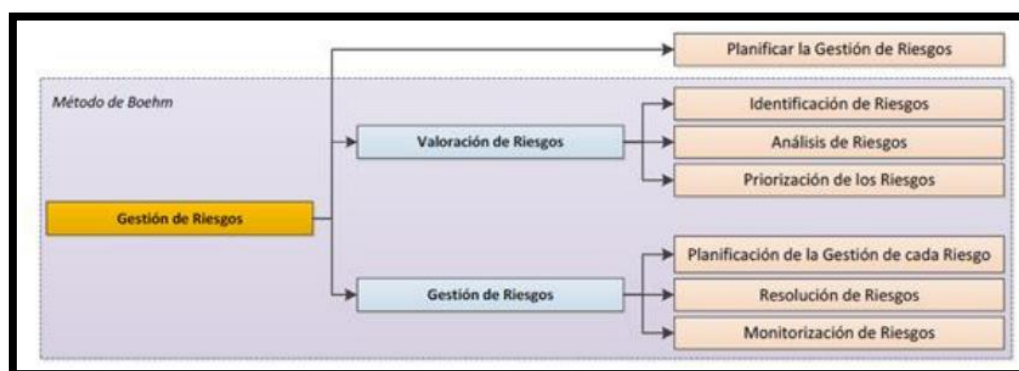 Planificar la Gestión de Riesgos
Método de Boehm
Identificación de Riesgos
Valoración de Riesgos
Análisis de Riesgos
Priorización de los Riesgos
Gestión de Riesgos
Planificación de la Gestión de cada Riesgo
Gestión de Riesgos
Resolución de Riesgos
Monitorización de Riesgos